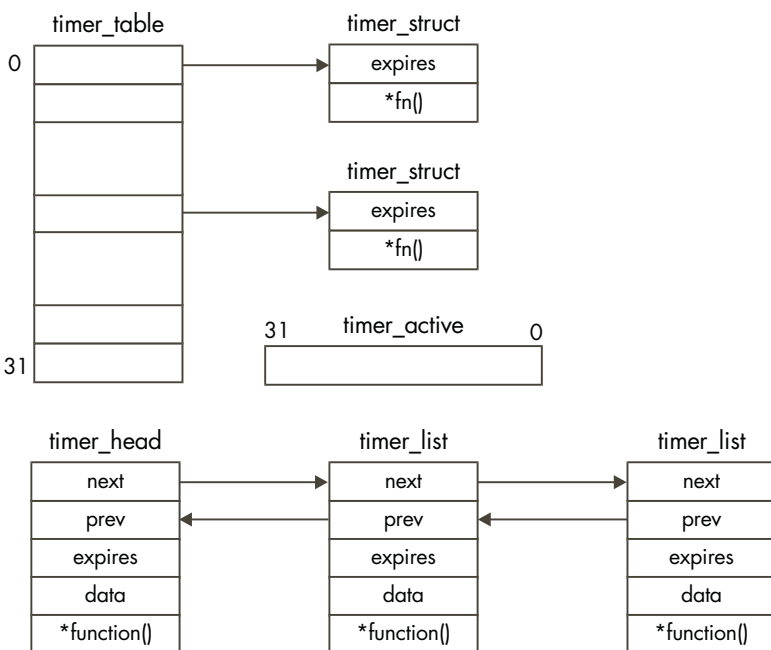 timer_table
0
31
timer_struct
expires
*fn()
timer_struct
expires
*fn()
31 timer_active 0
timer_head
next
prev
expires
data
*function()
timer_list
next
prev
expires
data
*function()
timer_list
next
prev
expires
data
*function()